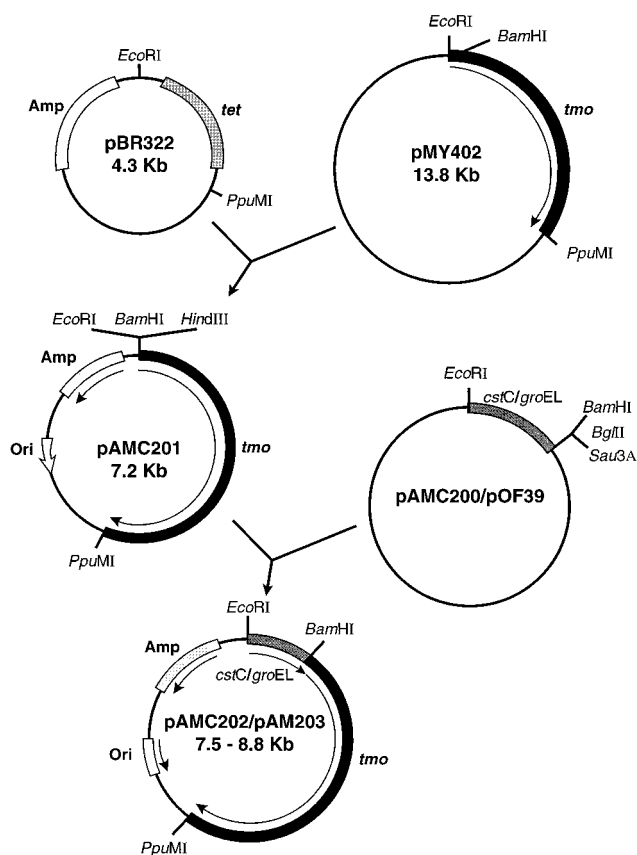 EcoRI
Amp
tet
pBR322
4.3 Kb
PpuMI
EcoRI
BamHI
tmo
pMY402
13.8 Kb
PpuMI
EcoRI
BamHI
HindIII
Amp
Ori
pAMC201
7.2 Kb
tmo
PpuMI
EcoRI
cstC/groEL
BamHI
BglII
Sau3A
pAMC200/pOF39
EcoRI
BamHI
Amp
cstC/groEL
pAMC202/pAM203
7.5 - 8.8 Kb
Ori
tmo
PpuMI